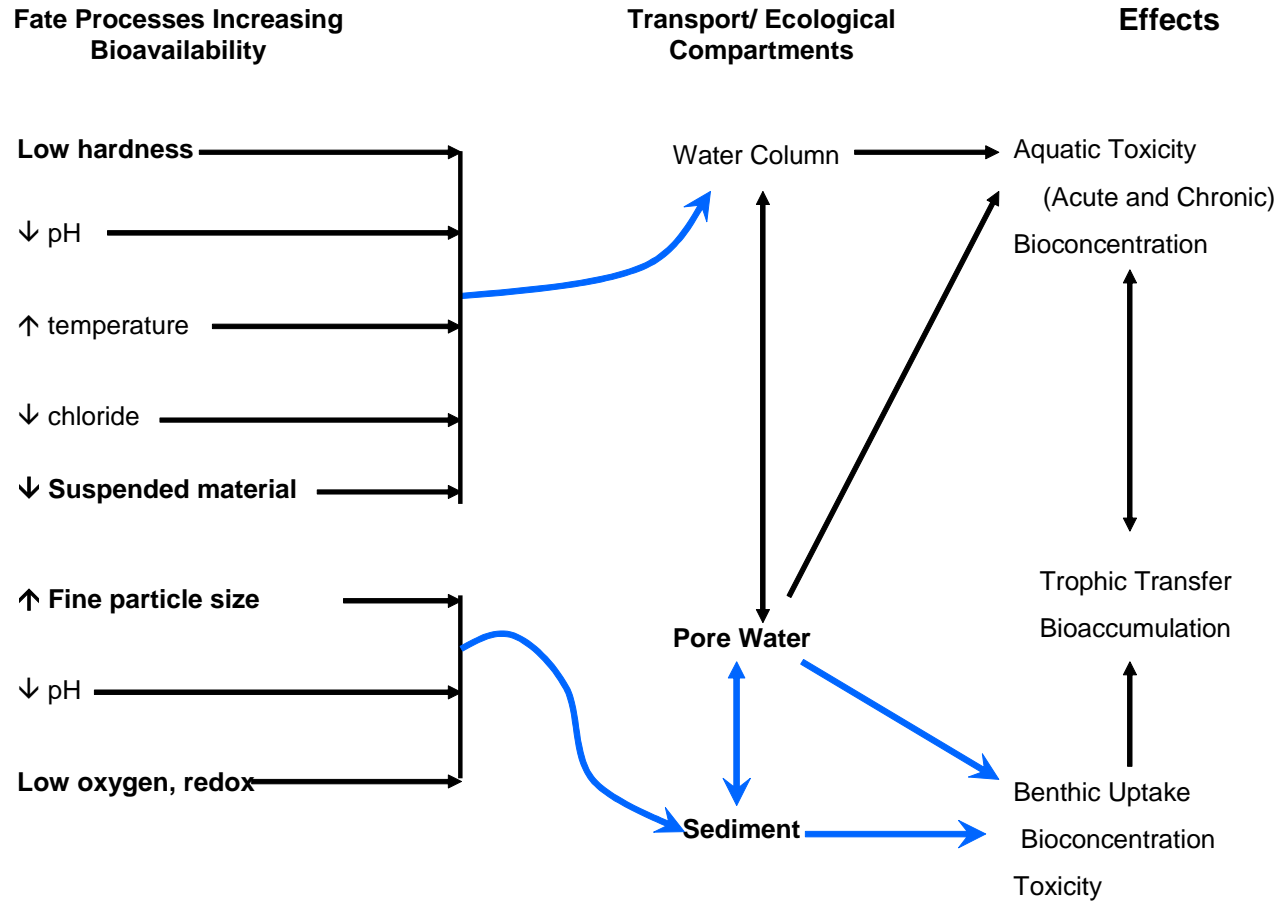 Fate Processes Increasing
Bioavailability
Transport/ Ecological
Compartments
Effects
Low hardness
↓ pH
↑ temperature
↓ chloride
↓ Suspended material
↑ Fine particle size
↓ pH
Low oxygen, redox
Water Column
Pore Water
Sediment
Aquatic Toxicity
(Acute and Chronic)
Bioconcentration
Trophic Transfer
Bioaccumulation
Benthic Uptake
Bioconcentration
Toxicity